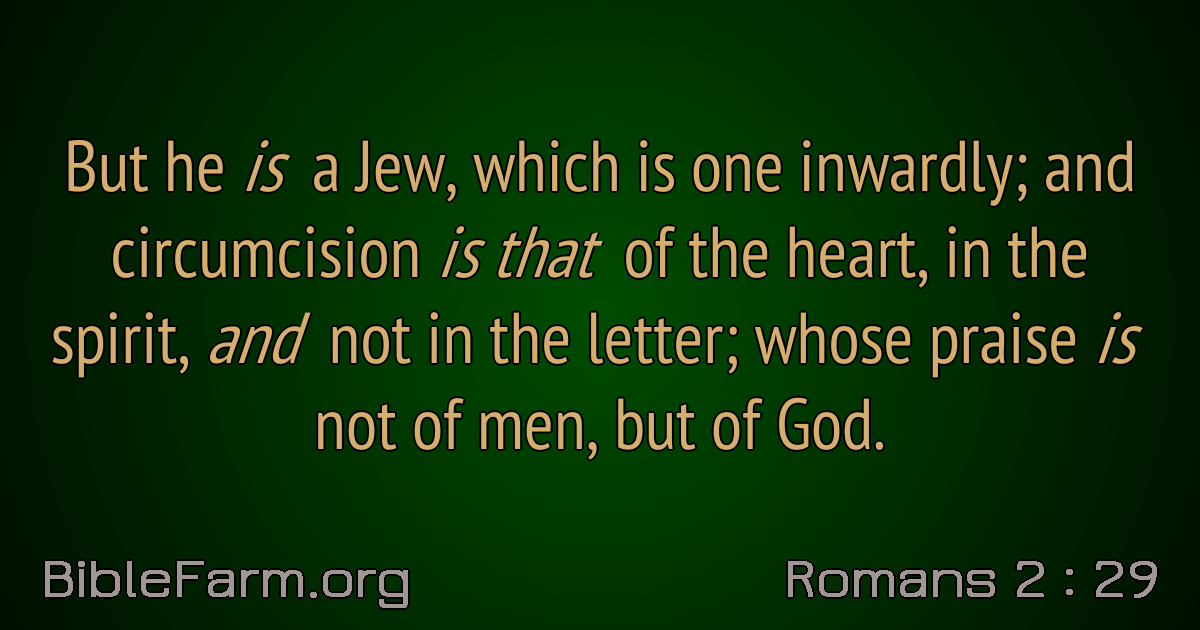 But he is a Jew, which is one inwardly; and
circumcision is that of the heart, in the
spirit, and not in the letter; whose praise is
not of men, but of God.
BibleFarm.org
Romans 2 : 29